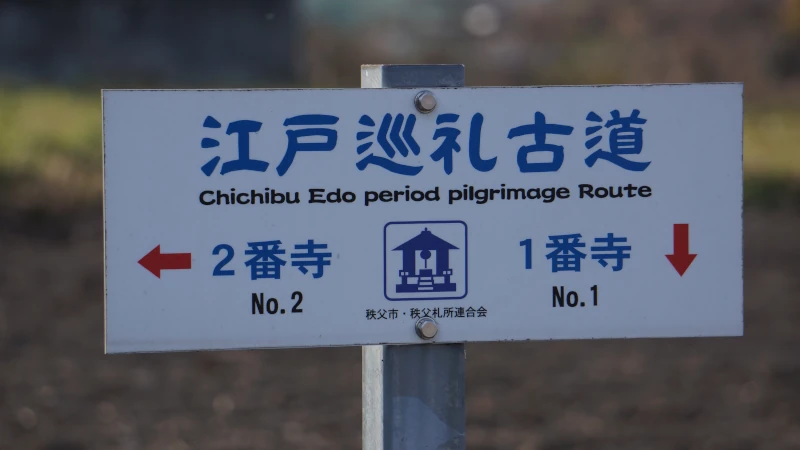 江戸巡礼古道
Chichibu Edo period pilgrimage Route
2番寺 1番寺
No.2 No.1
秩父市・秩父札所連合会